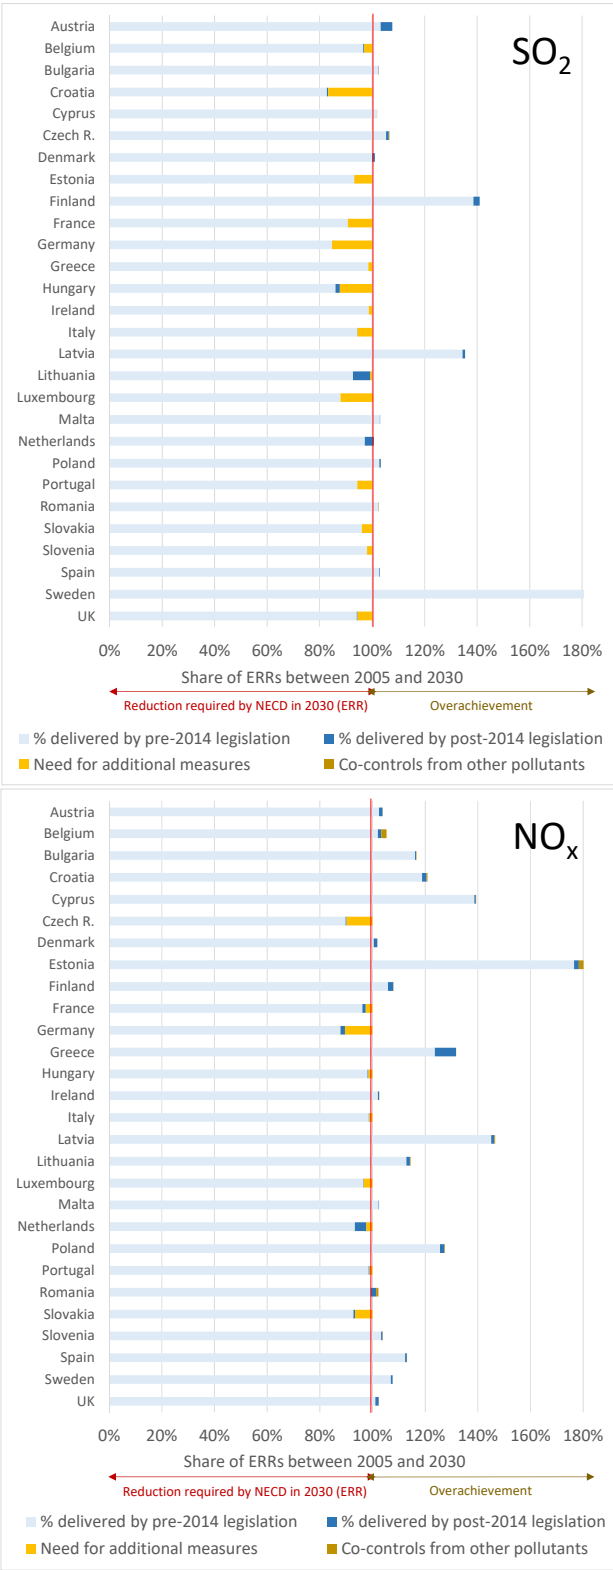 SO2
Austria
Belgium
Bulgaria
Croatia
Cyprus
Czech R.
Denmark
Estonia
Finland
France
Germany
Greece
Hungary
Ireland
Italy
Latvia
Lithuania
Luxembourg
Malta
Netherlands
Poland
Portugal
Romania
Slovakia
Slovenia
Spain
Sweden
UK
0% 20% 40% 60% 80% 100% 120% 140% 160% 180%
Share of ERRs between 2005 and 2030
Reduction required by NECD in 2030 (ERR) Overachievement
% delivered by pre-2014 legislation % delivered by post-2014 legislation
Need for additional measures Co-controls from other pollutants
NOx
Austria
Belgium
Bulgaria
Croatia
Cyprus
Czech R.
Denmark
Estonia
Finland
France
Germany
Greece
Hungary
Ireland
Italy
Latvia
Lithuania
Luxembourg
Malta
Netherlands
Poland
Portugal
Romania
Slovakia
Slovenia
Spain
Sweden
UK
0% 20% 40% 60% 80% 100% 120% 140% 160% 180%
Share of ERRs between 2005 and 2030
Reduction required by NECD in 2030 (ERR) Overachievement
% delivered by pre-2014 legislation % delivered by post-2014 legislation
Need for additional measures Co-controls from other pollutants